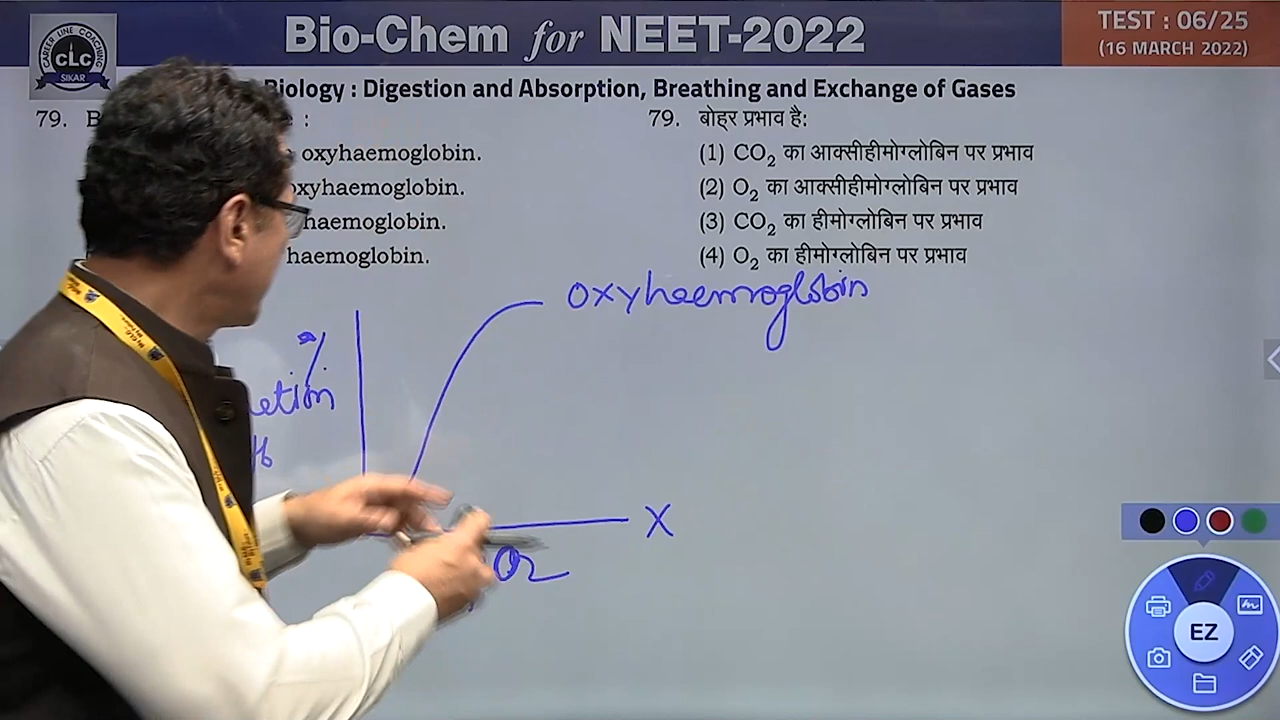 Bio-Chem for NEET-2022
TEST : 06/25
(16 MARCH 2022)
CAREER LINE COACHING
CLC
SIKAR
Biology : Digestion and Absorption, Breathing and Exchange of Gases
79. B
:
oxyhaemoglobin.
oxyhaemoglobin.
haemoglobin.
haemoglobin.
79. बोह्र प्रभाव है:
(1) CO₂ का आक्सीहीमोग्लोबिन पर प्रभाव
(2) O₂ का आक्सीहीमोग्लोबिन पर प्रभाव
(3) CO₂ का हीमोग्लोबिन पर प्रभाव
(4) O₂ का हीमोग्लोबिन पर प्रभाव
oxyhaemoglobin
%
X
O2
EZ